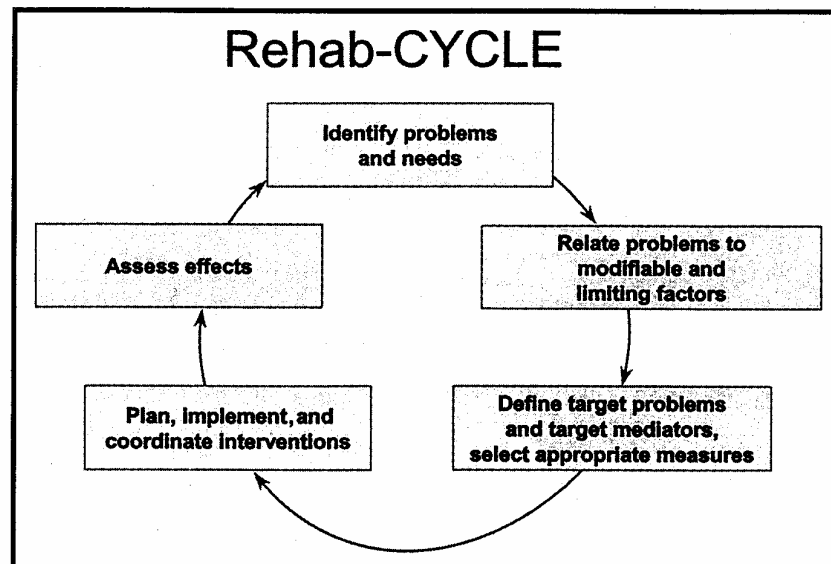 Rehab-CYCLE
Identify problems
and needs
Relate problems to
modifiable and
limiting factors
Define target problems
and target mediators,
select appropriate measures
Plan, implement, and
coordinate interventions
Assess effects